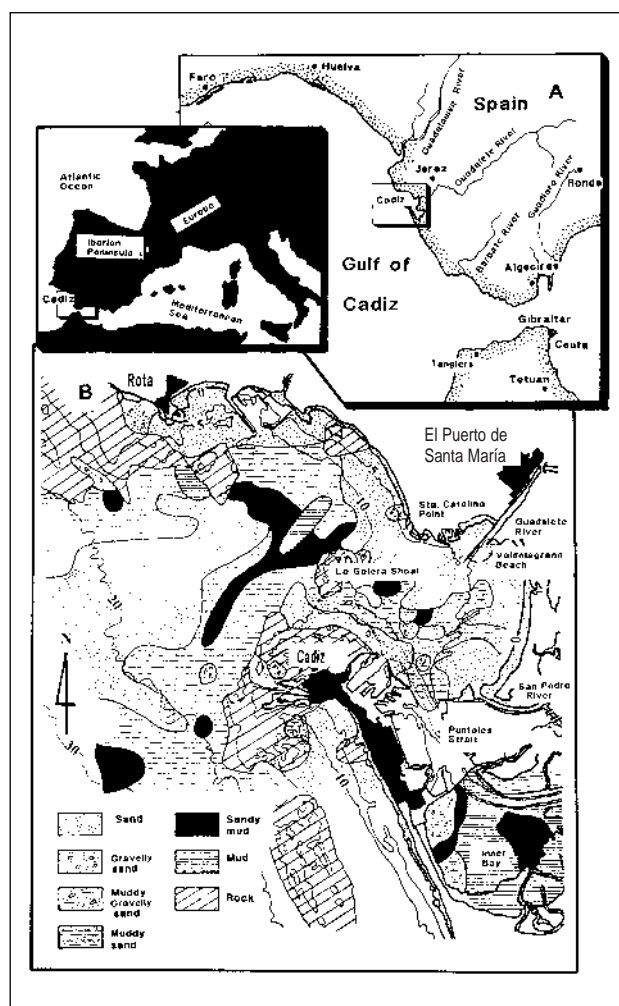 Faro
Huelva
Spain
A
Guadalquivir River
Jerez
Guadalete River
Guadiaro River
Ronda
Cadiz
Barbate River
Algeciras
Gulf of
Cadiz
Gibraltar
Ceuta
Tangiers
Tetuan
Atlantic
Ocean
Europe
Iberian
Peninsula
Cadiz
Mediterranean
Sea
B
Rota
El Puerto de
Santa María
Sta. Catalina
Point
Guadalete
River
Valdelagrana
Beach
La Galera Shoal
Cadiz
N
San Pedro
River
Puntales
Strait
Inner
Bay
20
30
10
Sand
Sandy
mud
Gravelly
sand
Mud
Muddy
Gravelly
sand
Rock
Muddy
sand